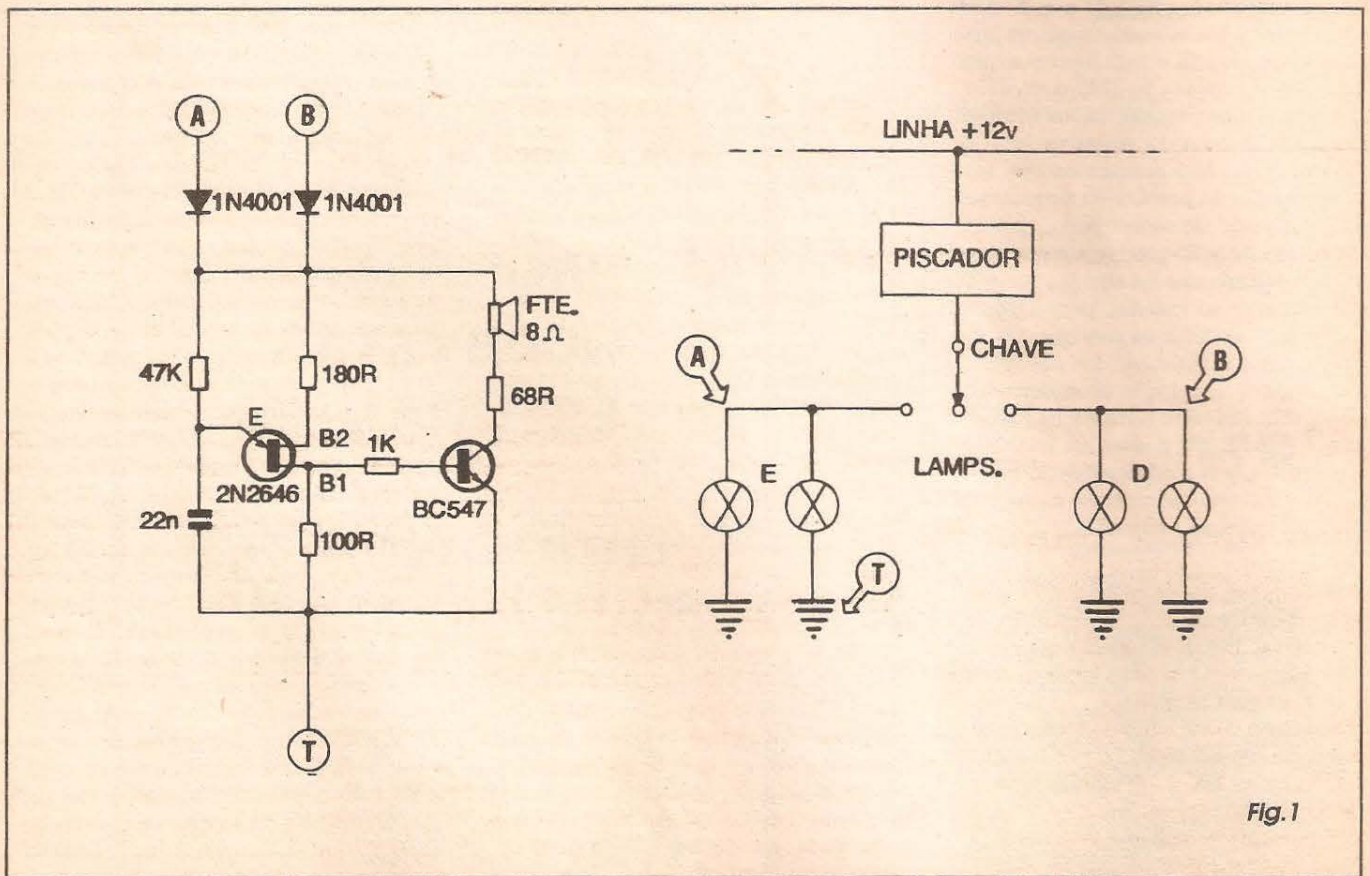 A
B
1N4001
1N4001
47K
180R
FTE.
8Ω
68R
E
B2
1K
2N2646
B1
BC547
22n
100R
T
LINHA +12v
PISCADOR
CHAVE
A
B
LAMPS.
E
D
T
Fig.1